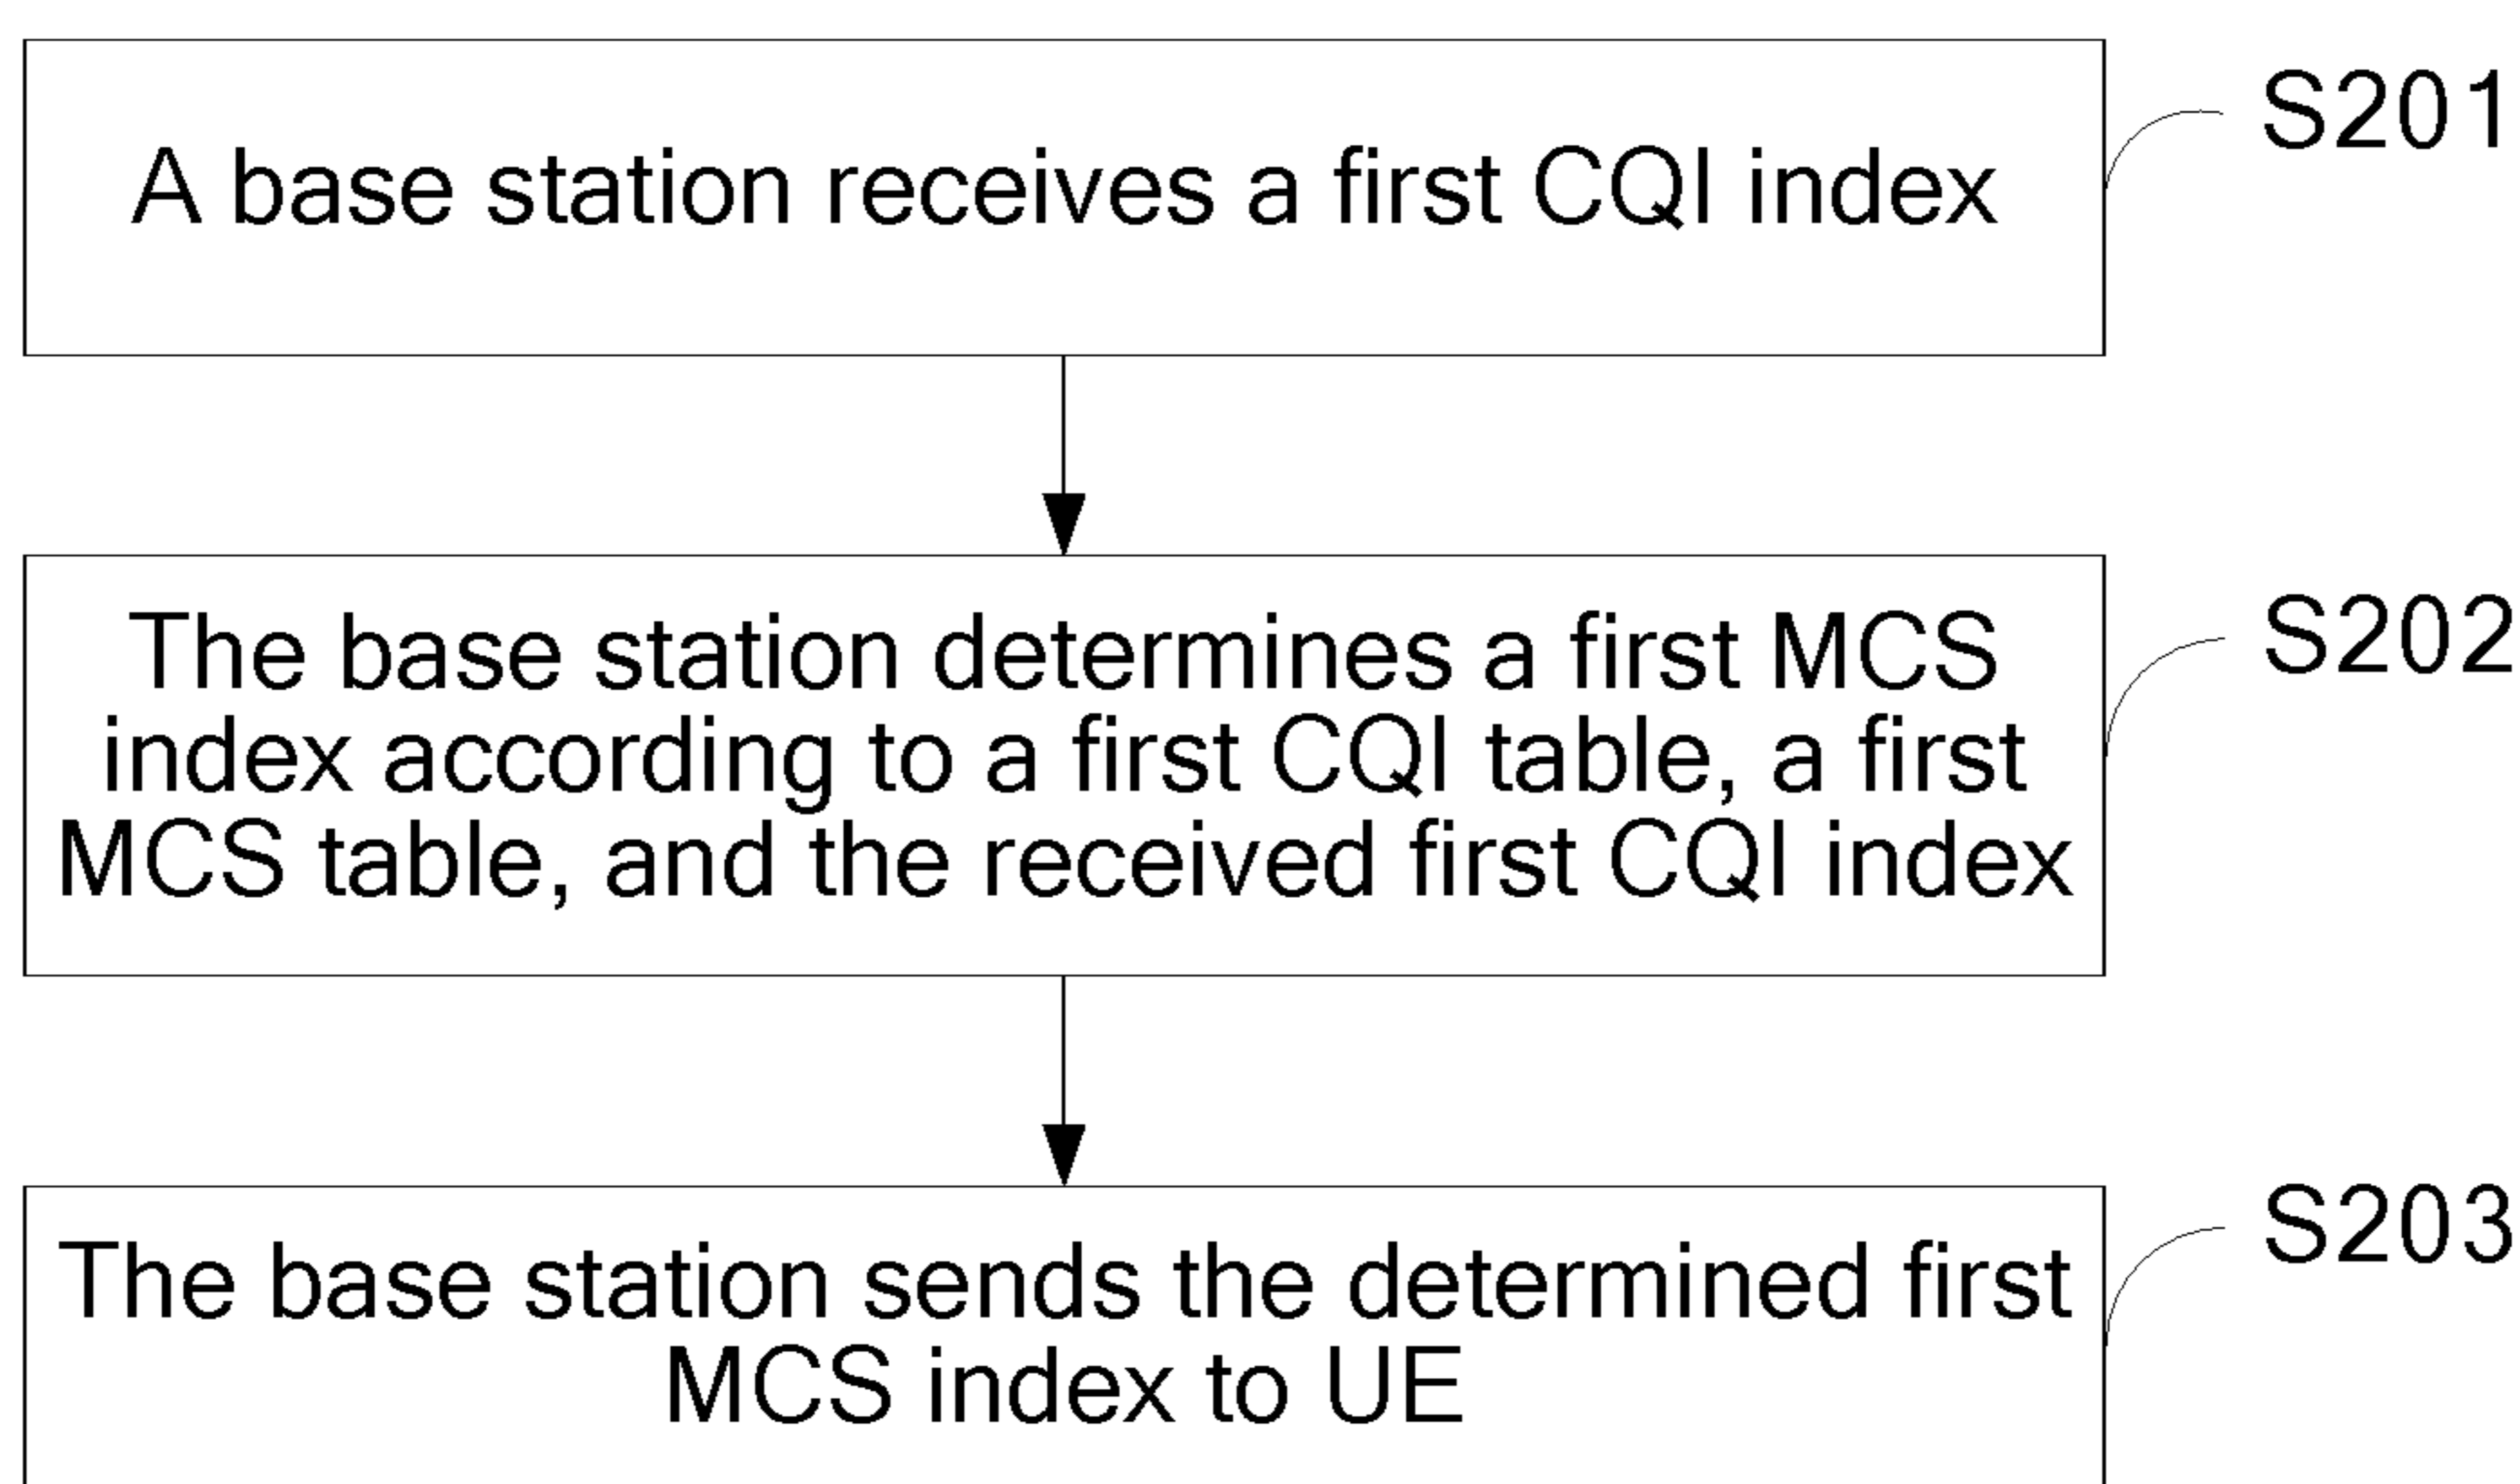 A base station receives a first CQI index
S201
The base station determines a first MCS
index according to a first CQI table, a first
MCS table, and the received first CQI index
S202
The base station sends the determined first
MCS index to UE
S203